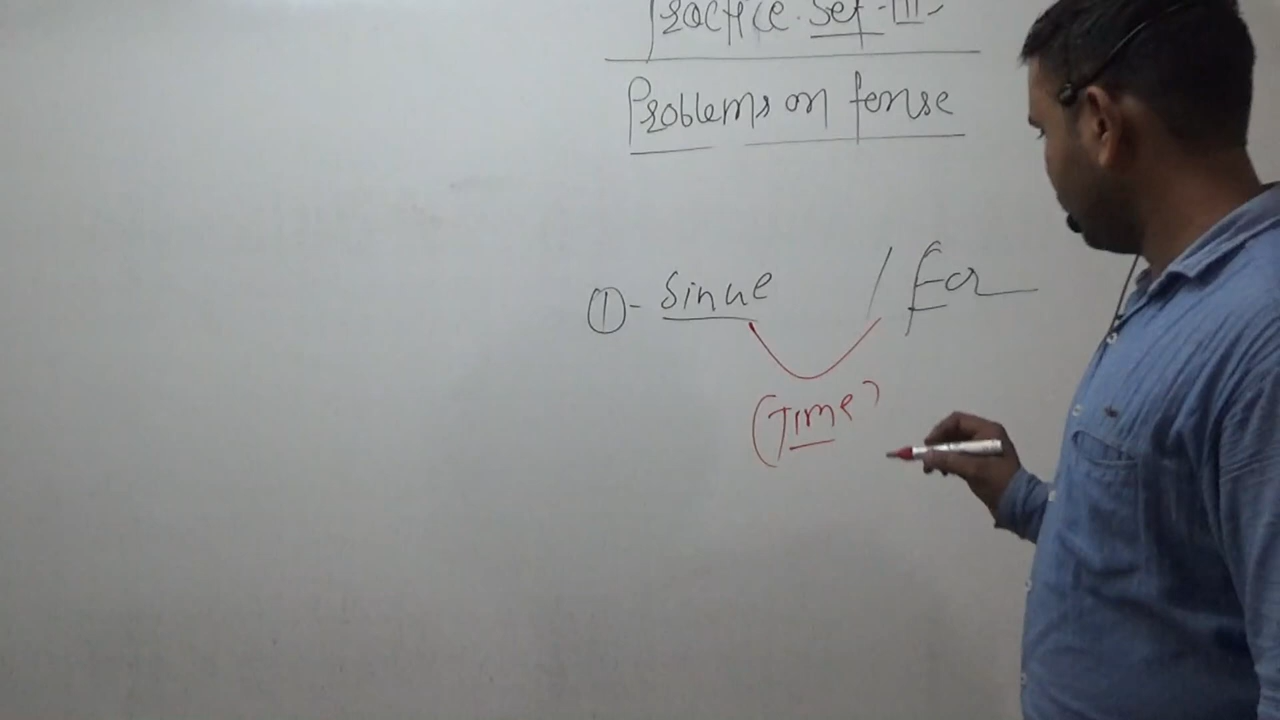 Practice Set-III
Problems on tense
① - Since / For
(Time)